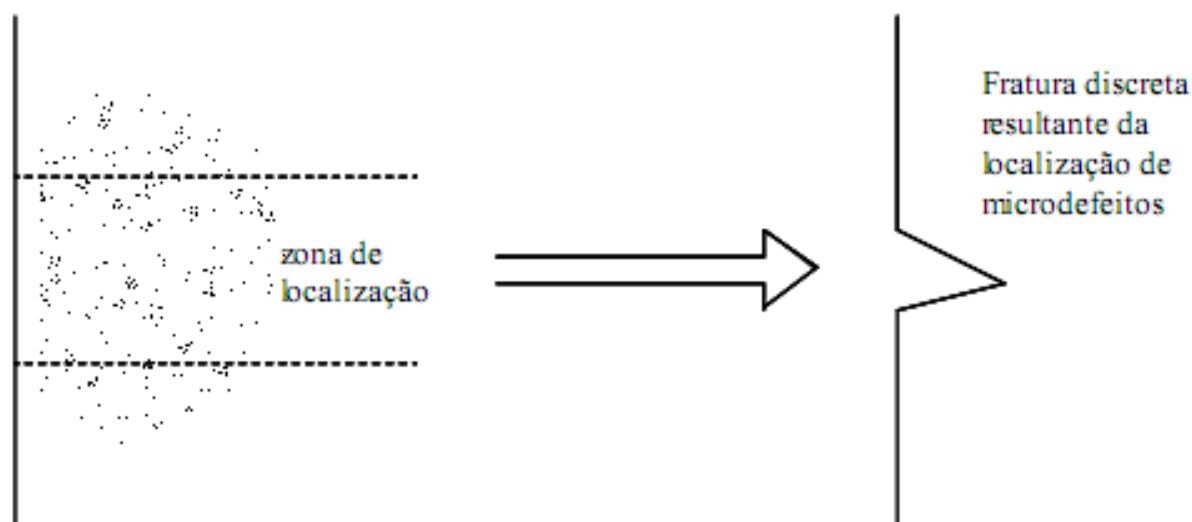 zona de
localização
Fratura discreta
resultante da
localização de
microdefeitos